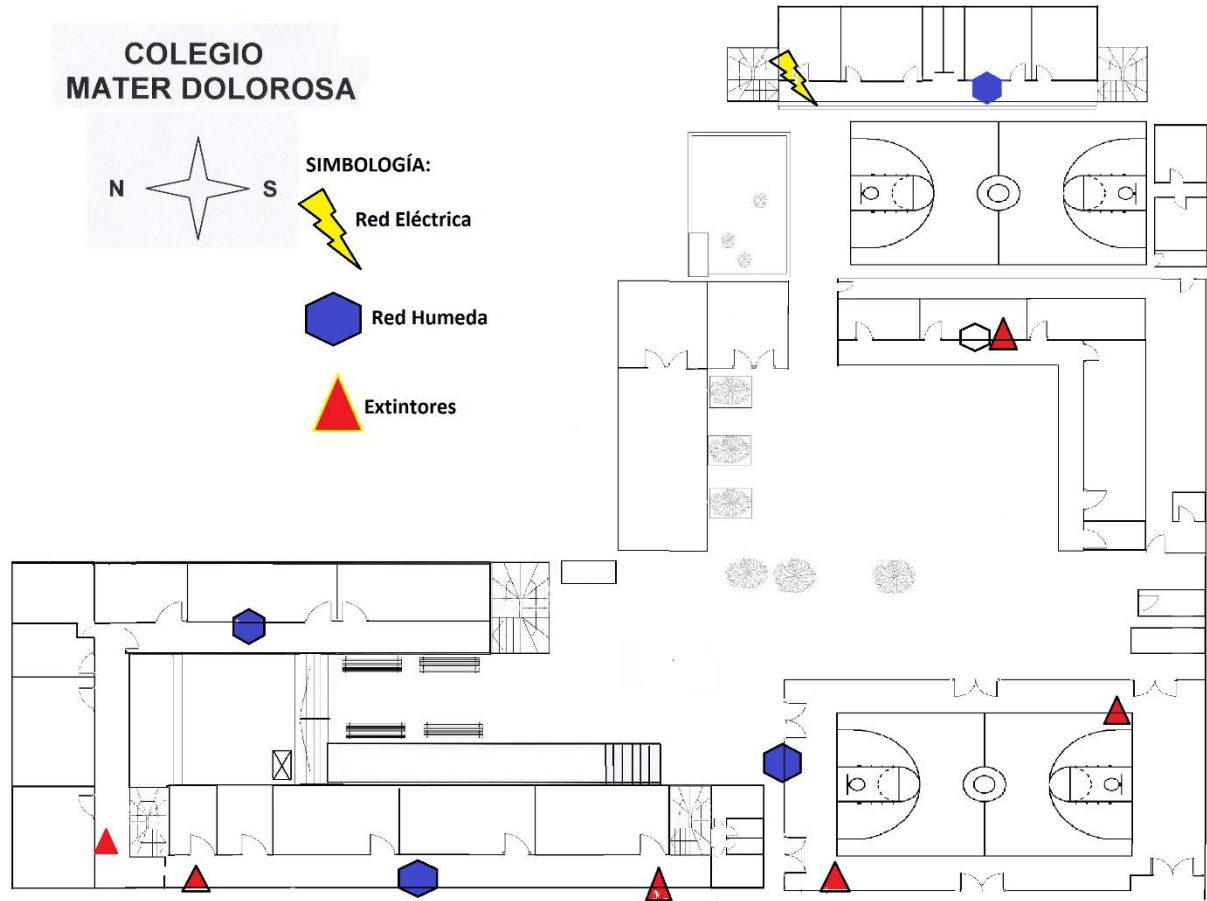 COLEGIO
MATER DOLOROSA
N S
SIMBOLOGÍA:
Red Eléctrica
Red Humeda
Extintores